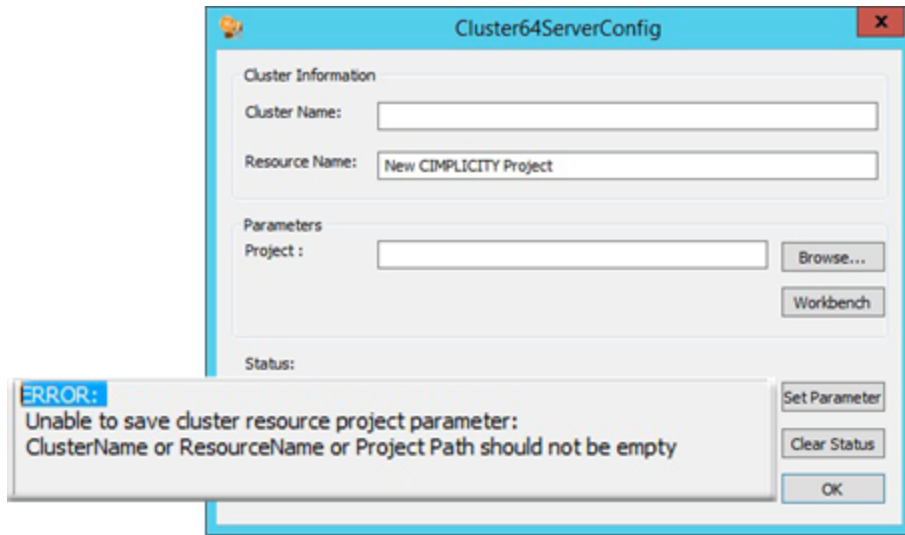 Cluster64ServerConfig
x
Cluster Information
Cluster Name:
Resource Name: New CIMPLICITY Project
Parameters
Project :
Browse...
Workbench
Status:
ERROR:
Unable to save cluster resource project parameter:
ClusterName or ResourceName or Project Path should not be empty
Set Parameter
Clear Status
OK